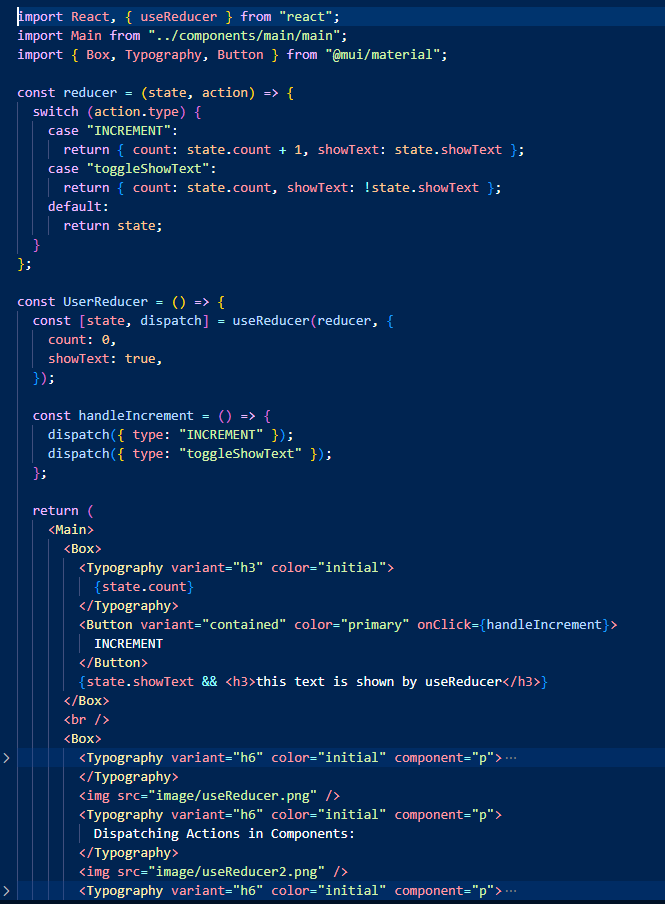 import React, { useReducer } from "react";
import Main from "../components/main/main";
import { Box, Typography, Button } from "@mui/material";

const reducer = (state, action) => {
  switch (action.type) {
    case "INCREMENT":
      return { count: state.count + 1, showText: state.showText };
    case "toggleShowText":
      return { count: state.count, showText: !state.showText };
    default:
      return state;
  }
};

const UserReducer = () => {
  const [state, dispatch] = useReducer(reducer, {
    count: 0,
    showText: true,
  });

  const handleIncrement = () => {
    dispatch({ type: "INCREMENT" });
    dispatch({ type: "toggleShowText" });
  };

  return (
    <Main>
      <Box>
        <Typography variant="h3" color="initial">
          {state.count}
        </Typography>
        <Button variant="contained" color="primary" onClick={handleIncrement}>
          INCREMENT
        </Button>
        {state.showText && <h3>this text is shown by useReducer</h3>}
      </Box>
      <br />
      <Box>
        <Typography variant="h6" color="initial" component="p">···
        </Typography>
        <img src="image/useReducer.png" />
        <Typography variant="h6" color="initial" component="p">
          Dispatching Actions in Components:
        </Typography>
        <img src="image/useReducer2.png" />
        <Typography variant="h6" color="initial" component="p">···